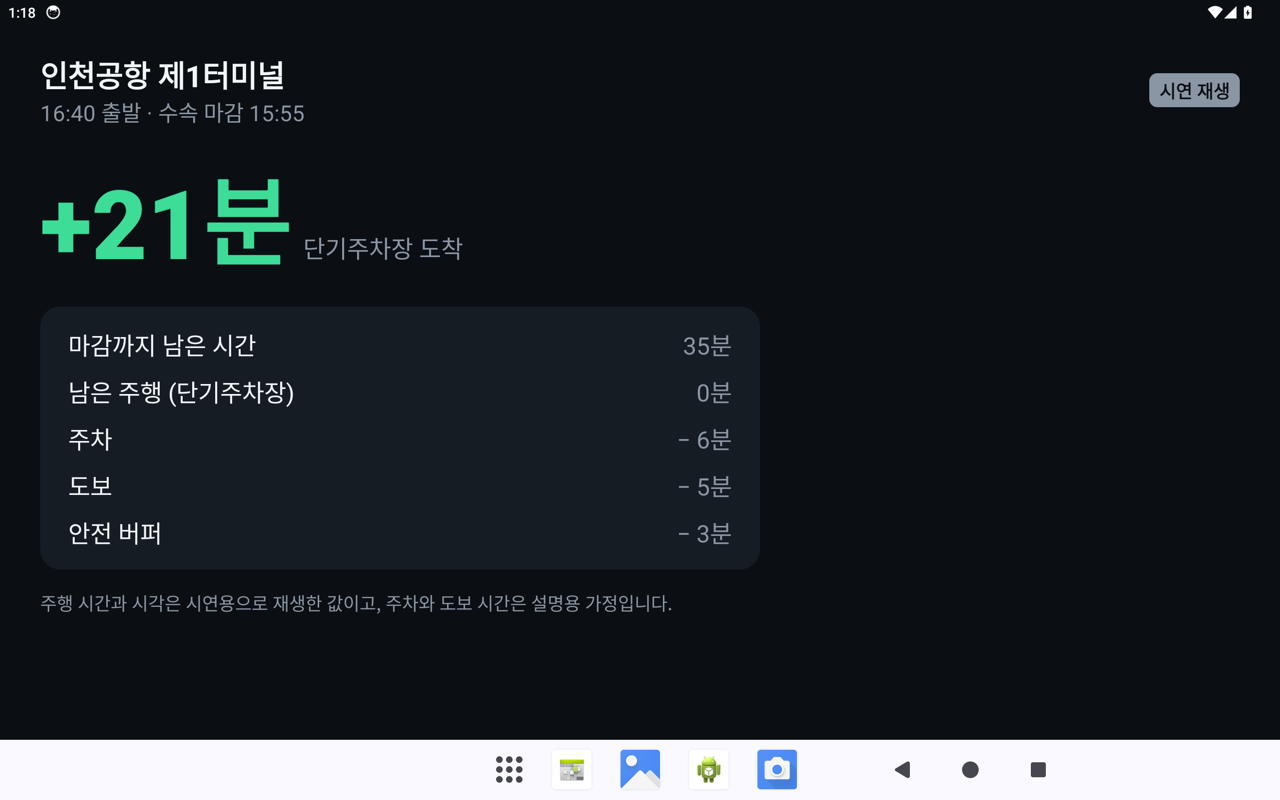 1:18
인천공항 제1터미널
16:40 출발 · 수속 마감 15:55
시연 재생
+21분 단기주차장 도착
마감까지 남은 시간 35분
남은 주행 (단기주차장) 0분
주차 − 6분
도보 − 5분
안전 버퍼 − 3분
주행 시간과 시각은 시연용으로 재생한 값이고, 주차와 도보 시간은 설명용 가정입니다.